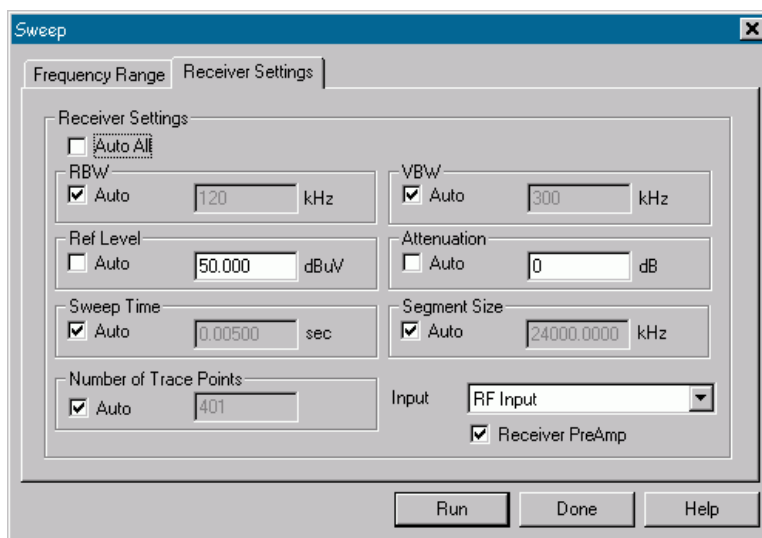 Sweep
Frequency Range
Receiver Settings
Receiver Settings
Auto All
RBW
Auto 120 kHz
VBW
Auto 300 kHz
Ref Level
Auto 50.000 dBuV
Attenuation
Auto 0 dB
Sweep Time
Auto 0.00500 sec
Segment Size
Auto 24000.0000 kHz
Number of Trace Points
Auto 401
Input RF Input
Receiver PreAmp
Run
Done
Help